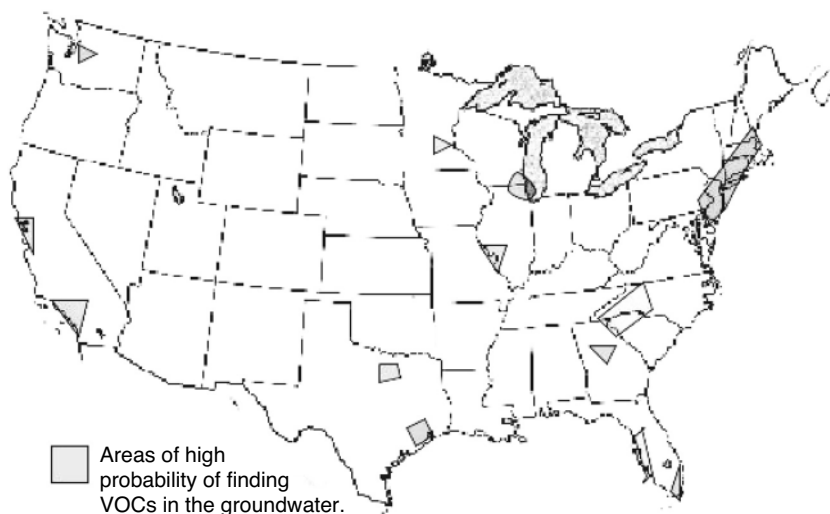 Areas of high
probability of finding
VOCs in the groundwater.